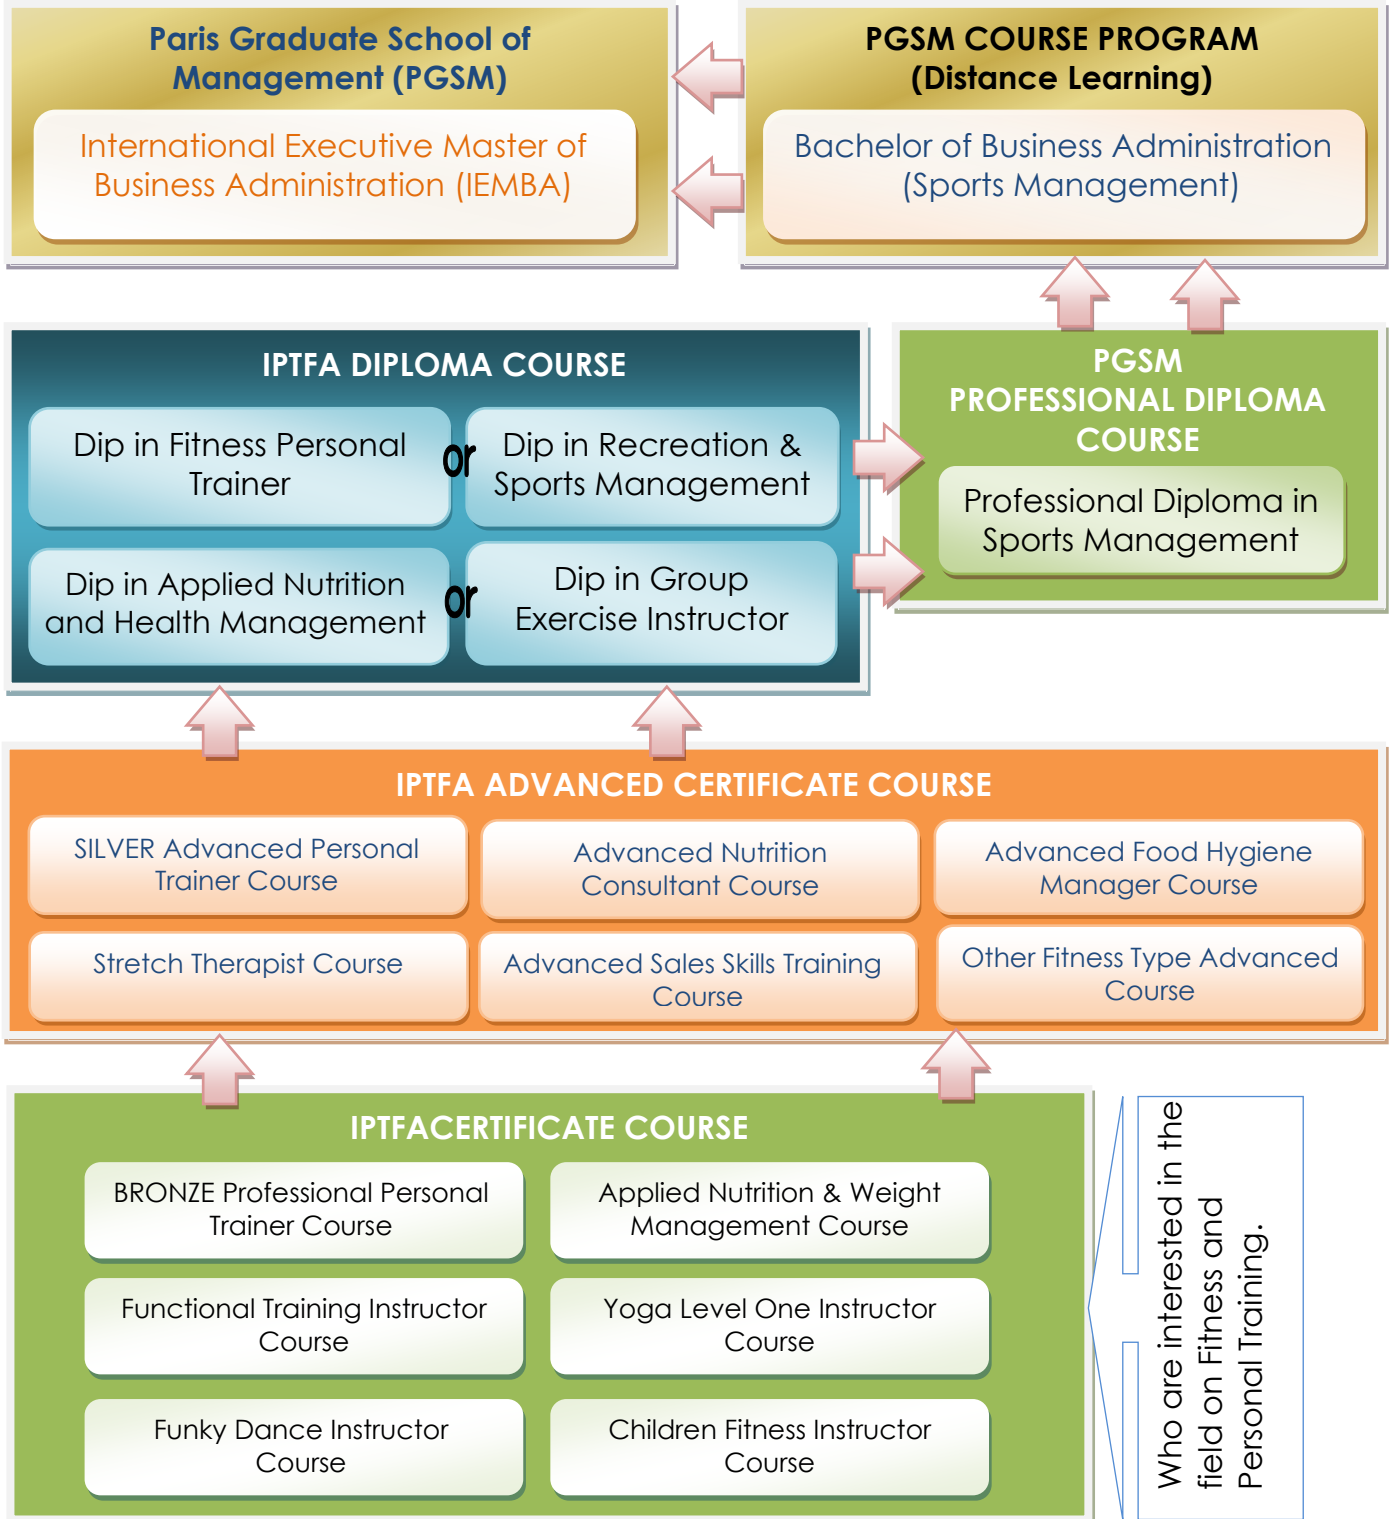 Paris Graduate School of
Management (PGSM)
International Executive Master of
Business Administration (IEMBA)
PGSM COURSE PROGRAM
(Distance Learning)
Bachelor of Business Administration
(Sports Management)
IPTFA DIPLOMA COURSE
Dip in Fitness Personal
Trainer
or
Dip in Recreation &
Sports Management
Dip in Applied Nutrition
and Health Management
or
Dip in Group
Exercise Instructor
PGSM
PROFESSIONAL DIPLOMA
COURSE
Professional Diploma in
Sports Management
IPTFA ADVANCED CERTIFICATE COURSE
SILVER Advanced Personal
Trainer Course
Advanced Nutrition
Consultant Course
Advanced Food Hygiene
Manager Course
Stretch Therapist Course
Advanced Sales Skills Training
Course
Other Fitness Type Advanced
Course
IPTFACERTIFICATE COURSE
BRONZE Professional Personal
Trainer Course
Applied Nutrition & Weight
Management Course
Functional Training Instructor
Course
Yoga Level One Instructor
Course
Funky Dance Instructor
Course
Children Fitness Instructor
Course
Who are interested in the
field on Fitness and
Personal Training.